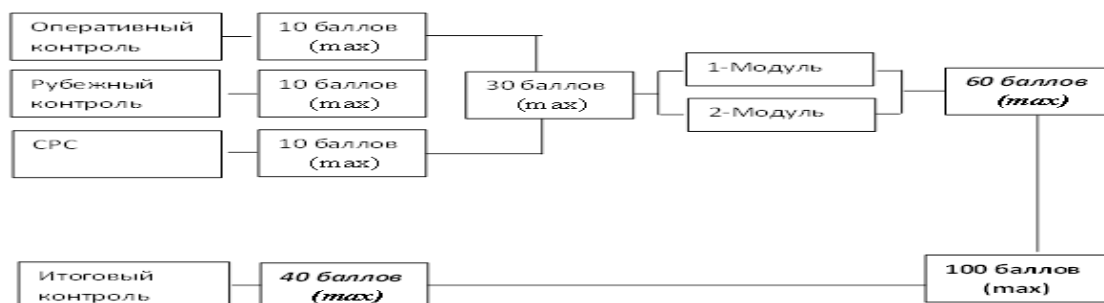 Оперативный
контроль
10 баллов
(max)
Рубежный
контроль
10 баллов
(max)
СРС
10 баллов
(max)
30 баллов
(max)
1-Модуль
2-Модуль
60 баллов
(max)
Итоговый
контроль
40 баллов
(max)
100 баллов
(max)